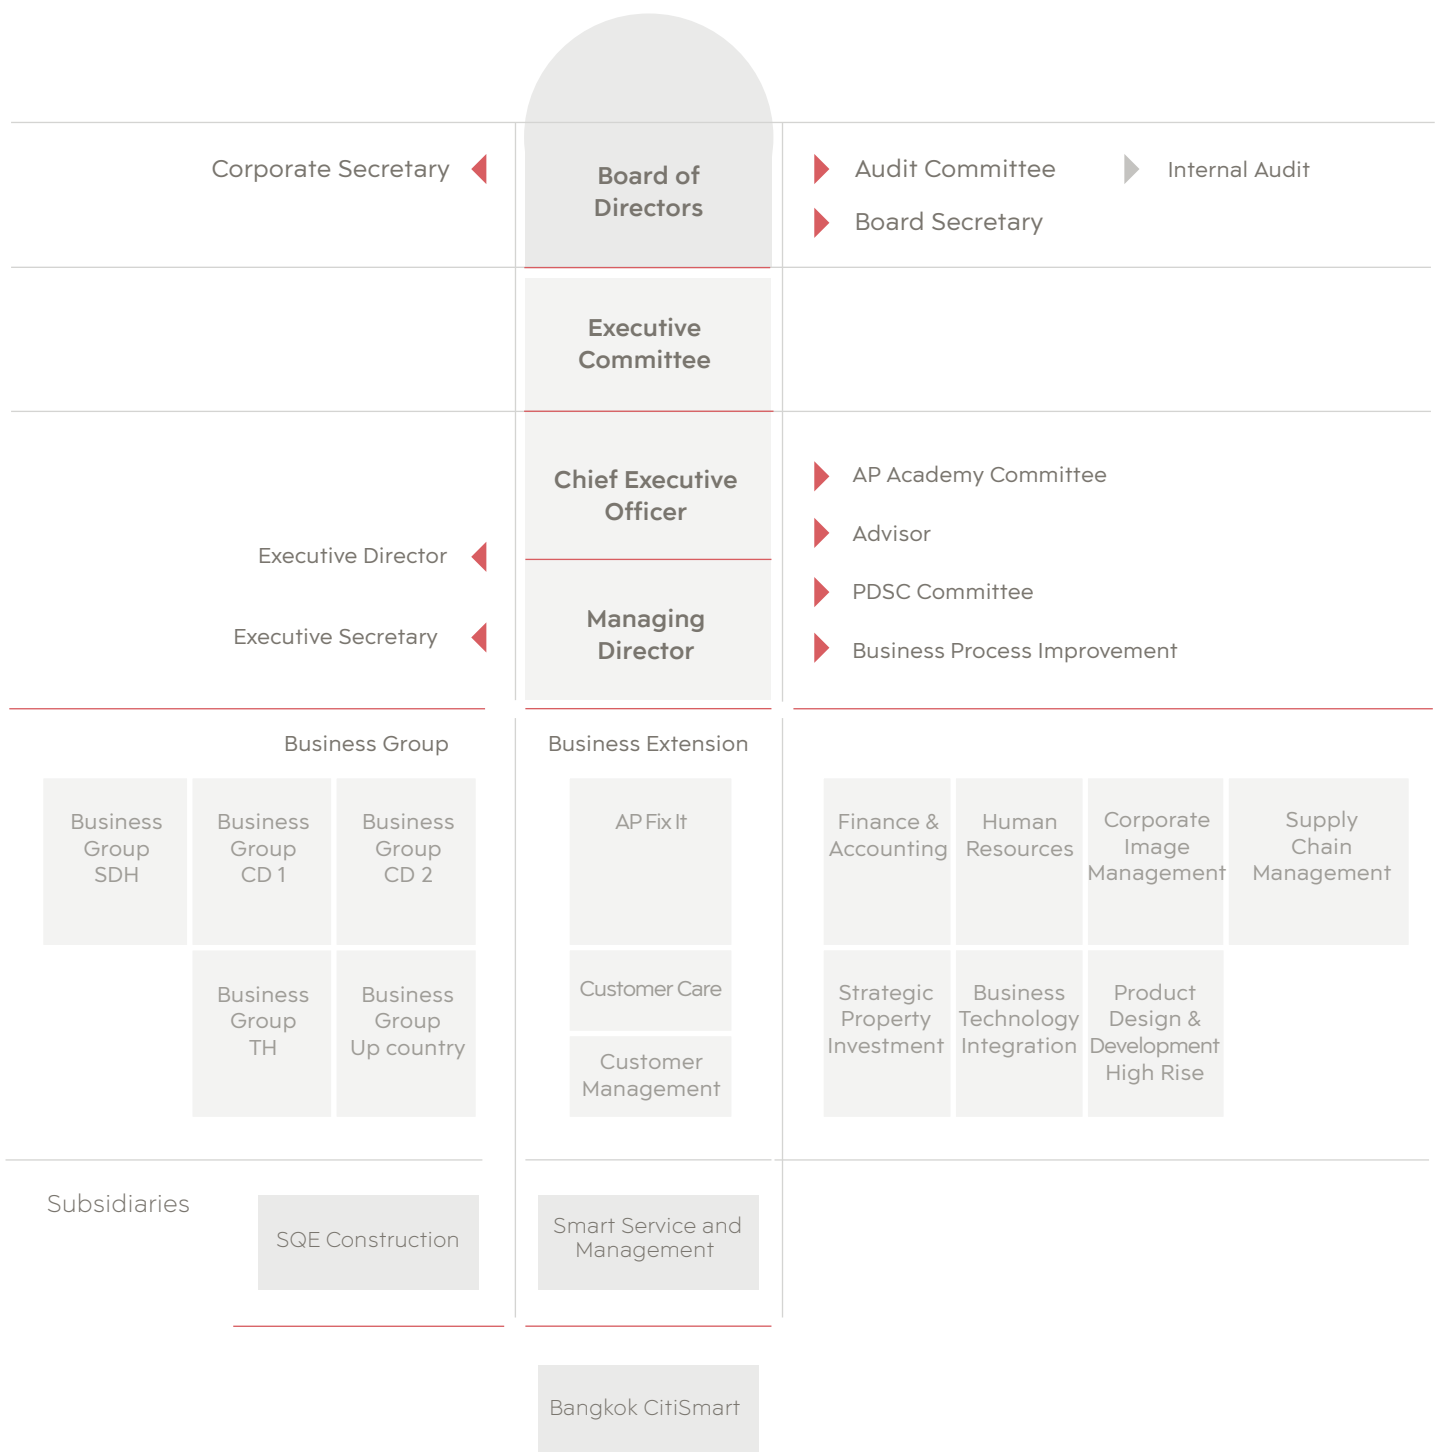 Corporate Secretary
Board of
Directors
Audit Committee
Internal Audit
Board Secretary
Executive
Committee
Chief Executive
Officer
Managing
Director
Executive Director
Executive Secretary
AP Academy Committee
Advisor
PDSC Committee
Business Process Improvement
Business Group
Business
Group
SDH
Business
Group
CD 1
Business
Group
CD 2
Business
Group
TH
Business
Group
Up country
Business Extension
AP Fix It
Customer Care
Customer
Management
Finance &
Accounting
Human
Resources
Corporate
Image
Management
Supply
Chain
Management
Strategic
Property
Investment
Business
Technology
Integration
Product
Design &
Development
High Rise
Subsidiaries
SQE Construction
Smart Service and
Management
Bangkok CitiSmart